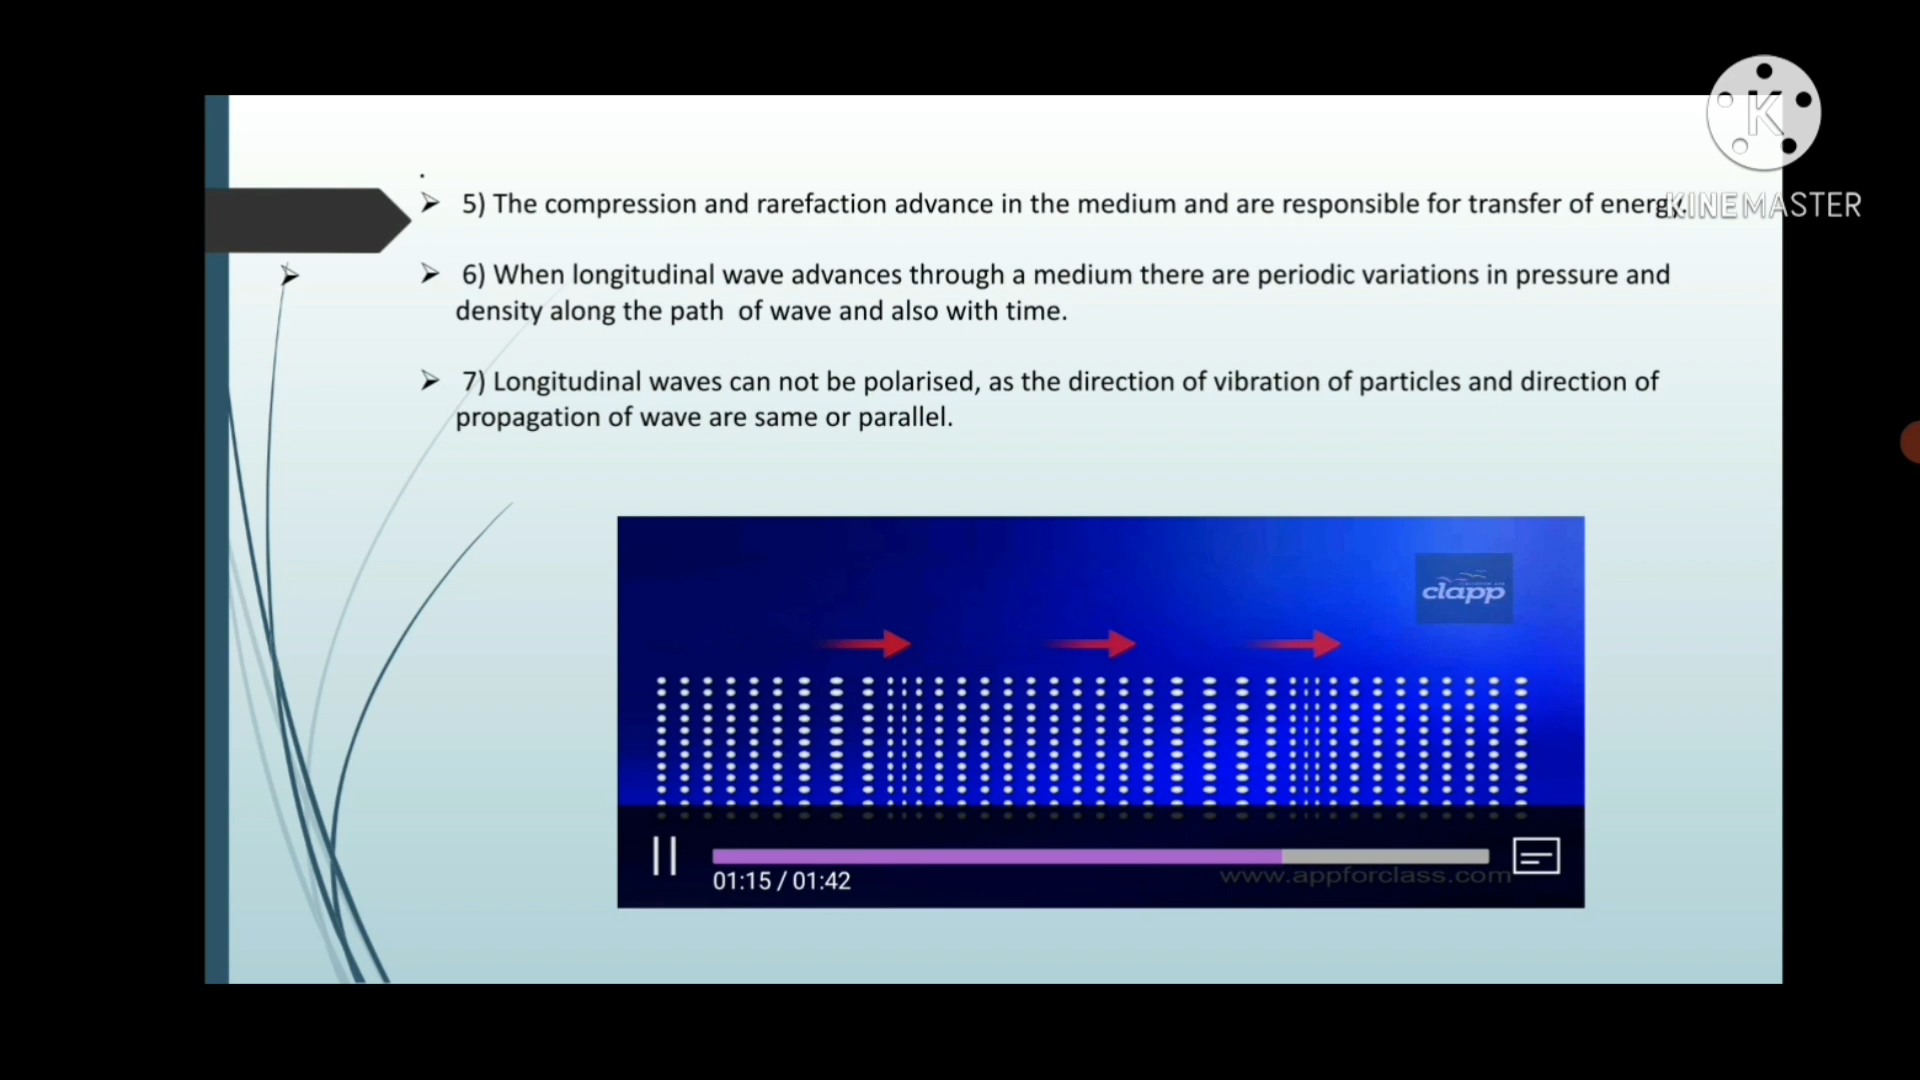 K
KINEMASTER
5) The compression and rarefaction advance in the medium and are responsible for transfer of energy.
6) When longitudinal wave advances through a medium there are periodic variations in pressure and
density along the path of wave and also with time.
7) Longitudinal waves can not be polarised, as the direction of vibration of particles and direction of
propagation of wave are same or parallel.
clapp
01:15 / 01:42
www.appforclass.com